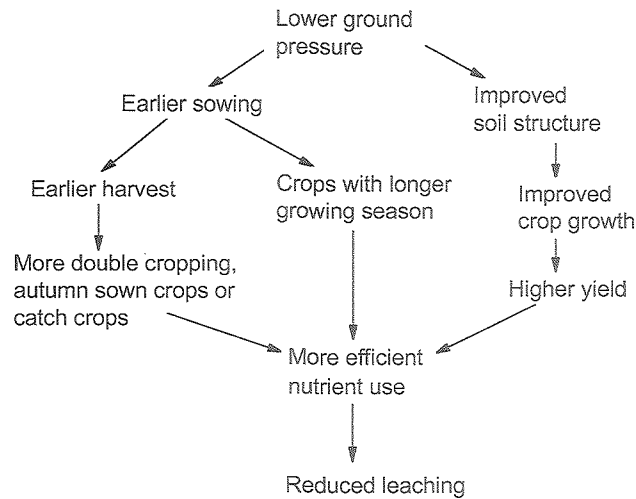 Lower ground
pressure
Earlier sowing
Improved
soil structure
Earlier harvest
Crops with longer
growing season
Improved
crop growth
More double cropping,
autumn sown crops or
catch crops
Higher yield
More efficient
nutrient use
Reduced leaching